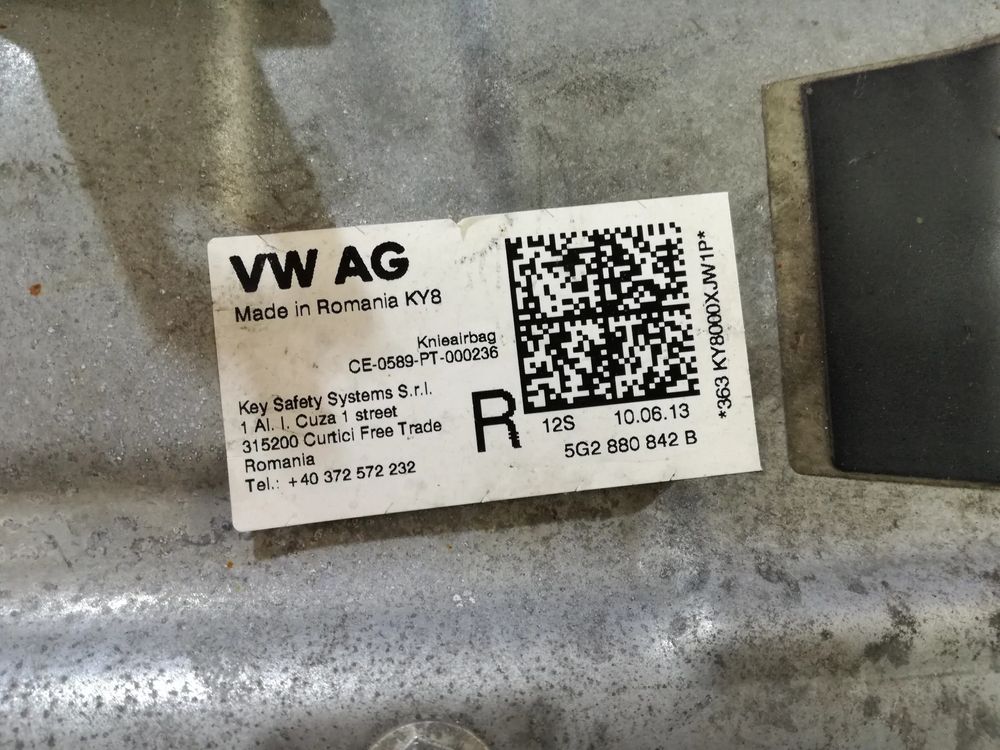 VW AG
Made in Romania KY8
Knieairbag
CE-0589-PT-000236
Key Safety Systems S.r.l.
1 Al. I. Cuza 1 street
315200 Curtici Free Trade
Romania
Tel.: +40 372 572 232
R
12S 10.06.13
5G2 880 842 B
*363 KY8000XJW1P*